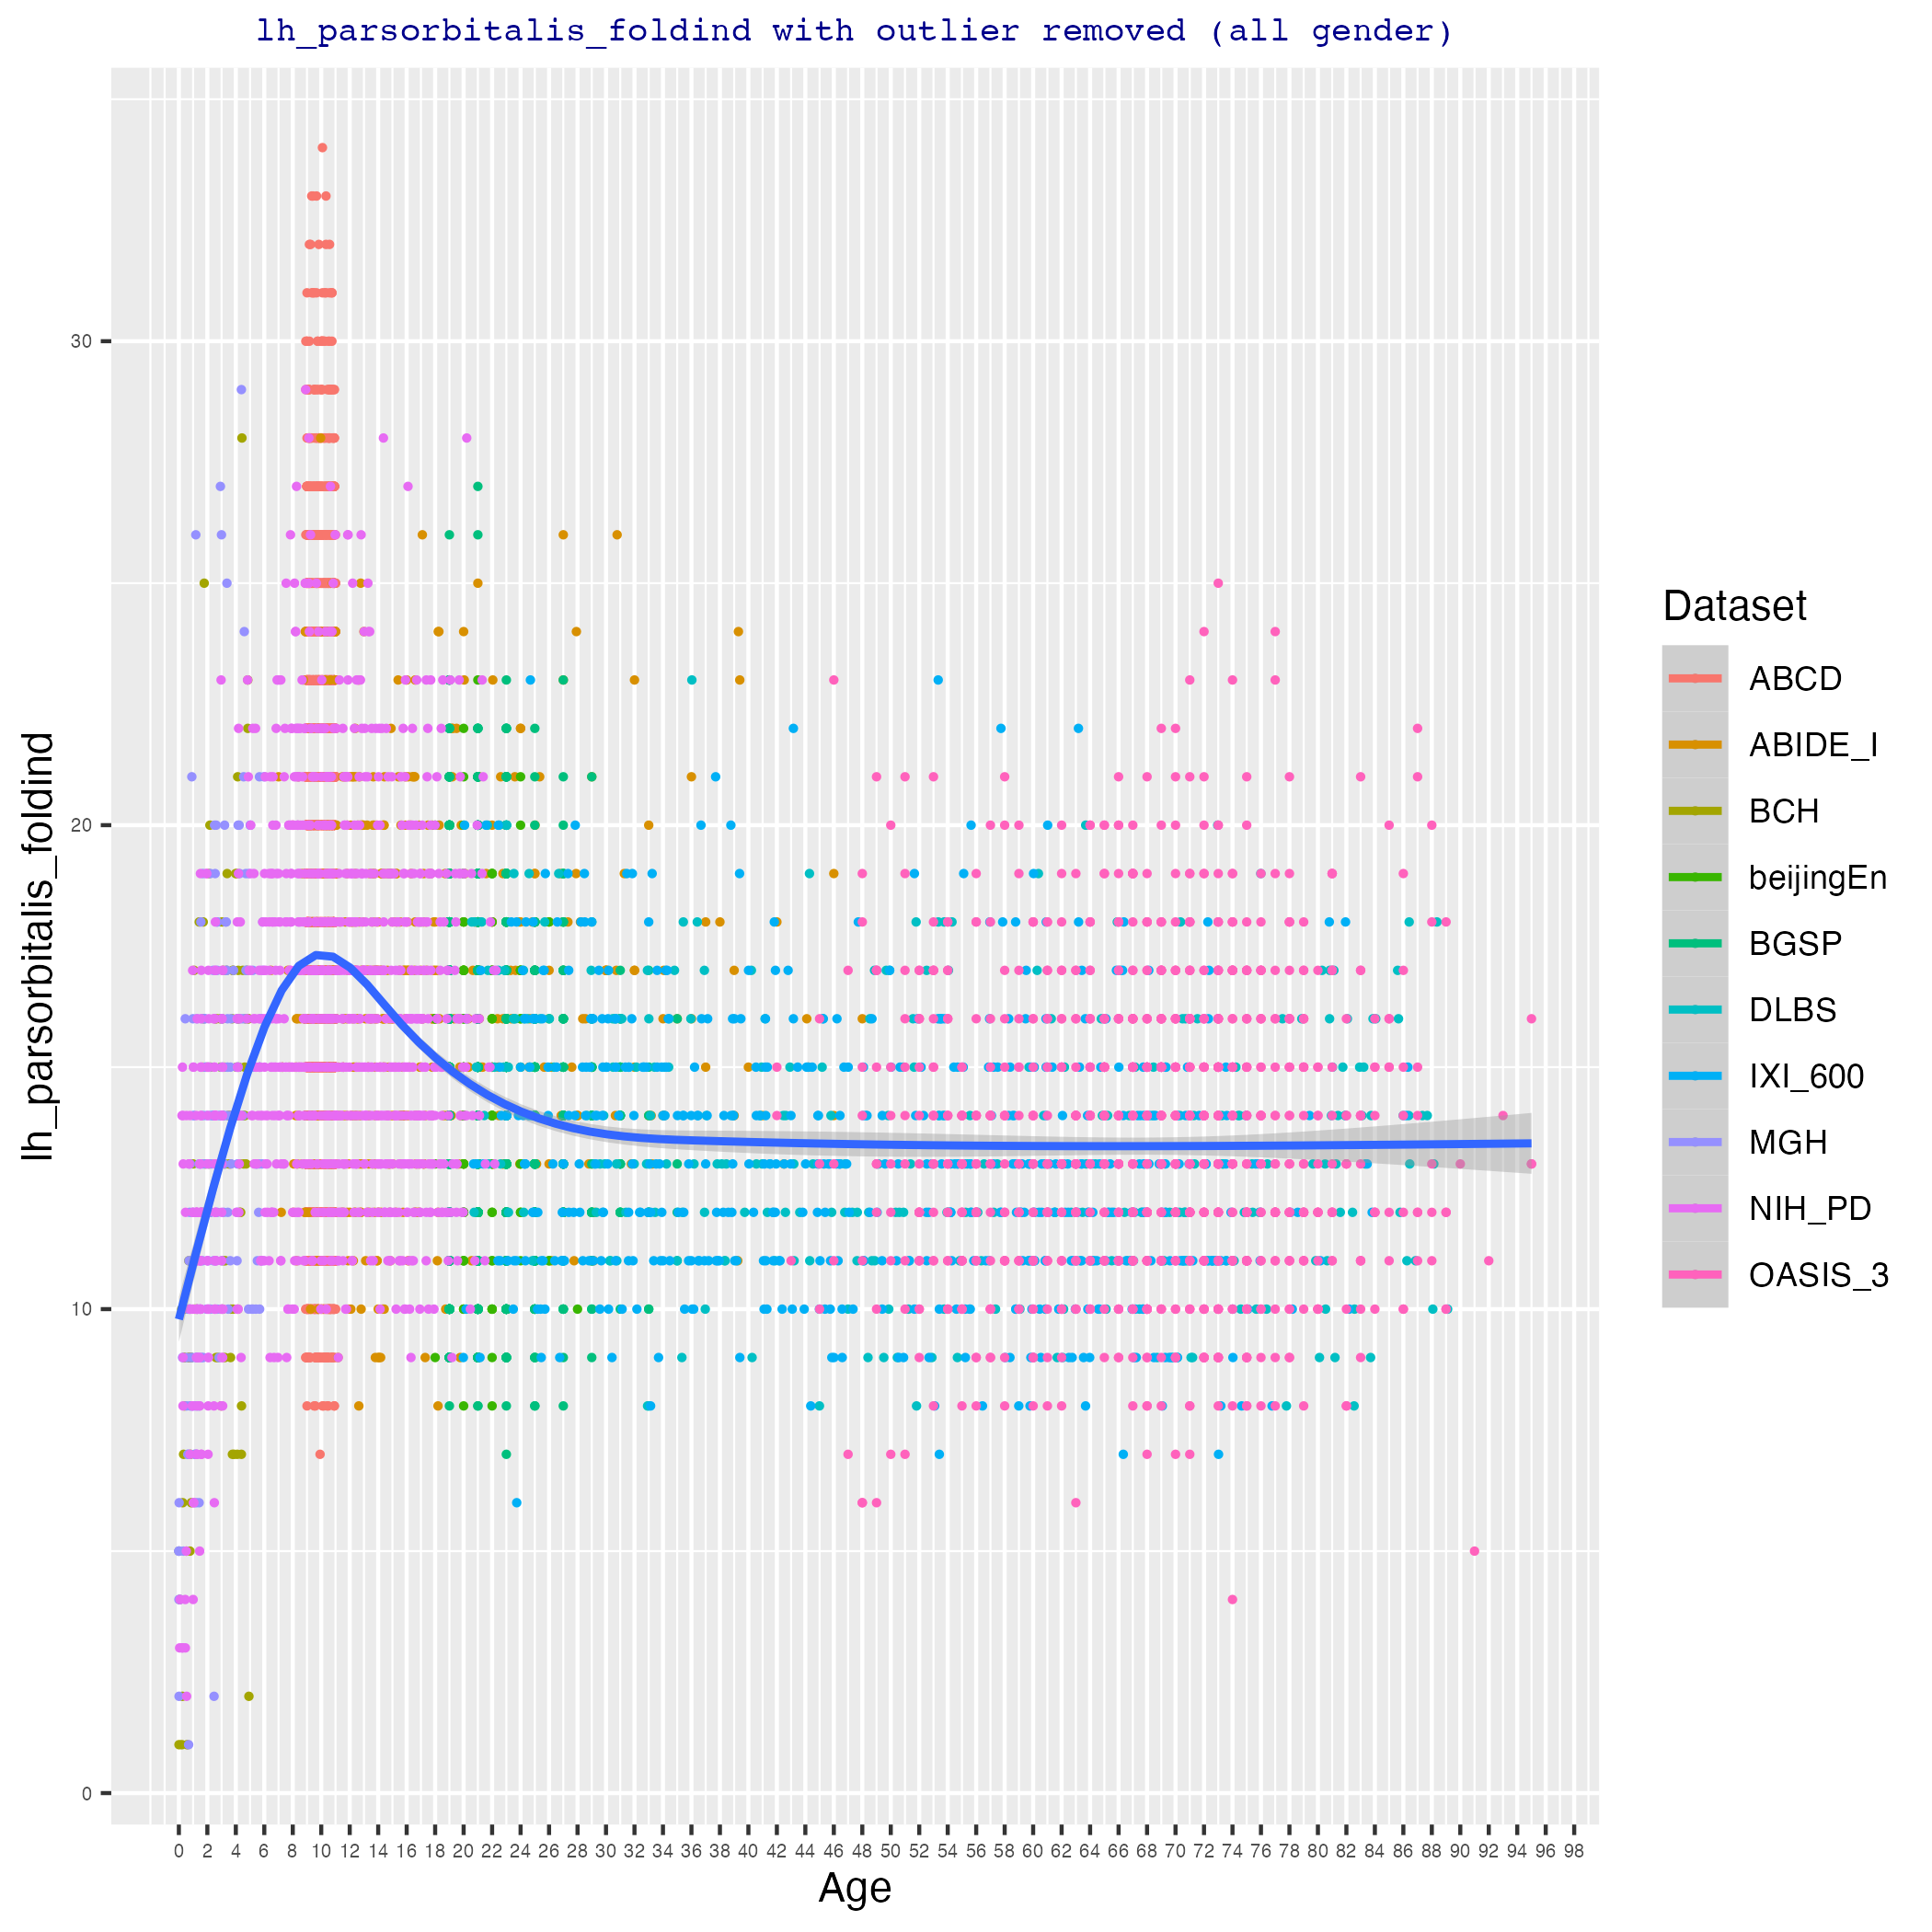 lh_parsorbitalis_foldind with outlier removed (all gender)
lh_parsorbitalis_foldind
30
20
10
0
0 2 4 6 8 10 12 14 16 18 20 22 24 26 28 30 32 34 36 38 40 42 44 46 48 50 52 54 56 58 60 62 64 66 68 70 72 74 76 78 80 82 84 86 88 90 92 94 96 98
Age
Dataset
ABCD
ABIDE_I
BCH
beijingEn
BGSP
DLBS
IXI_600
MGH
NIH_PD
OASIS_3